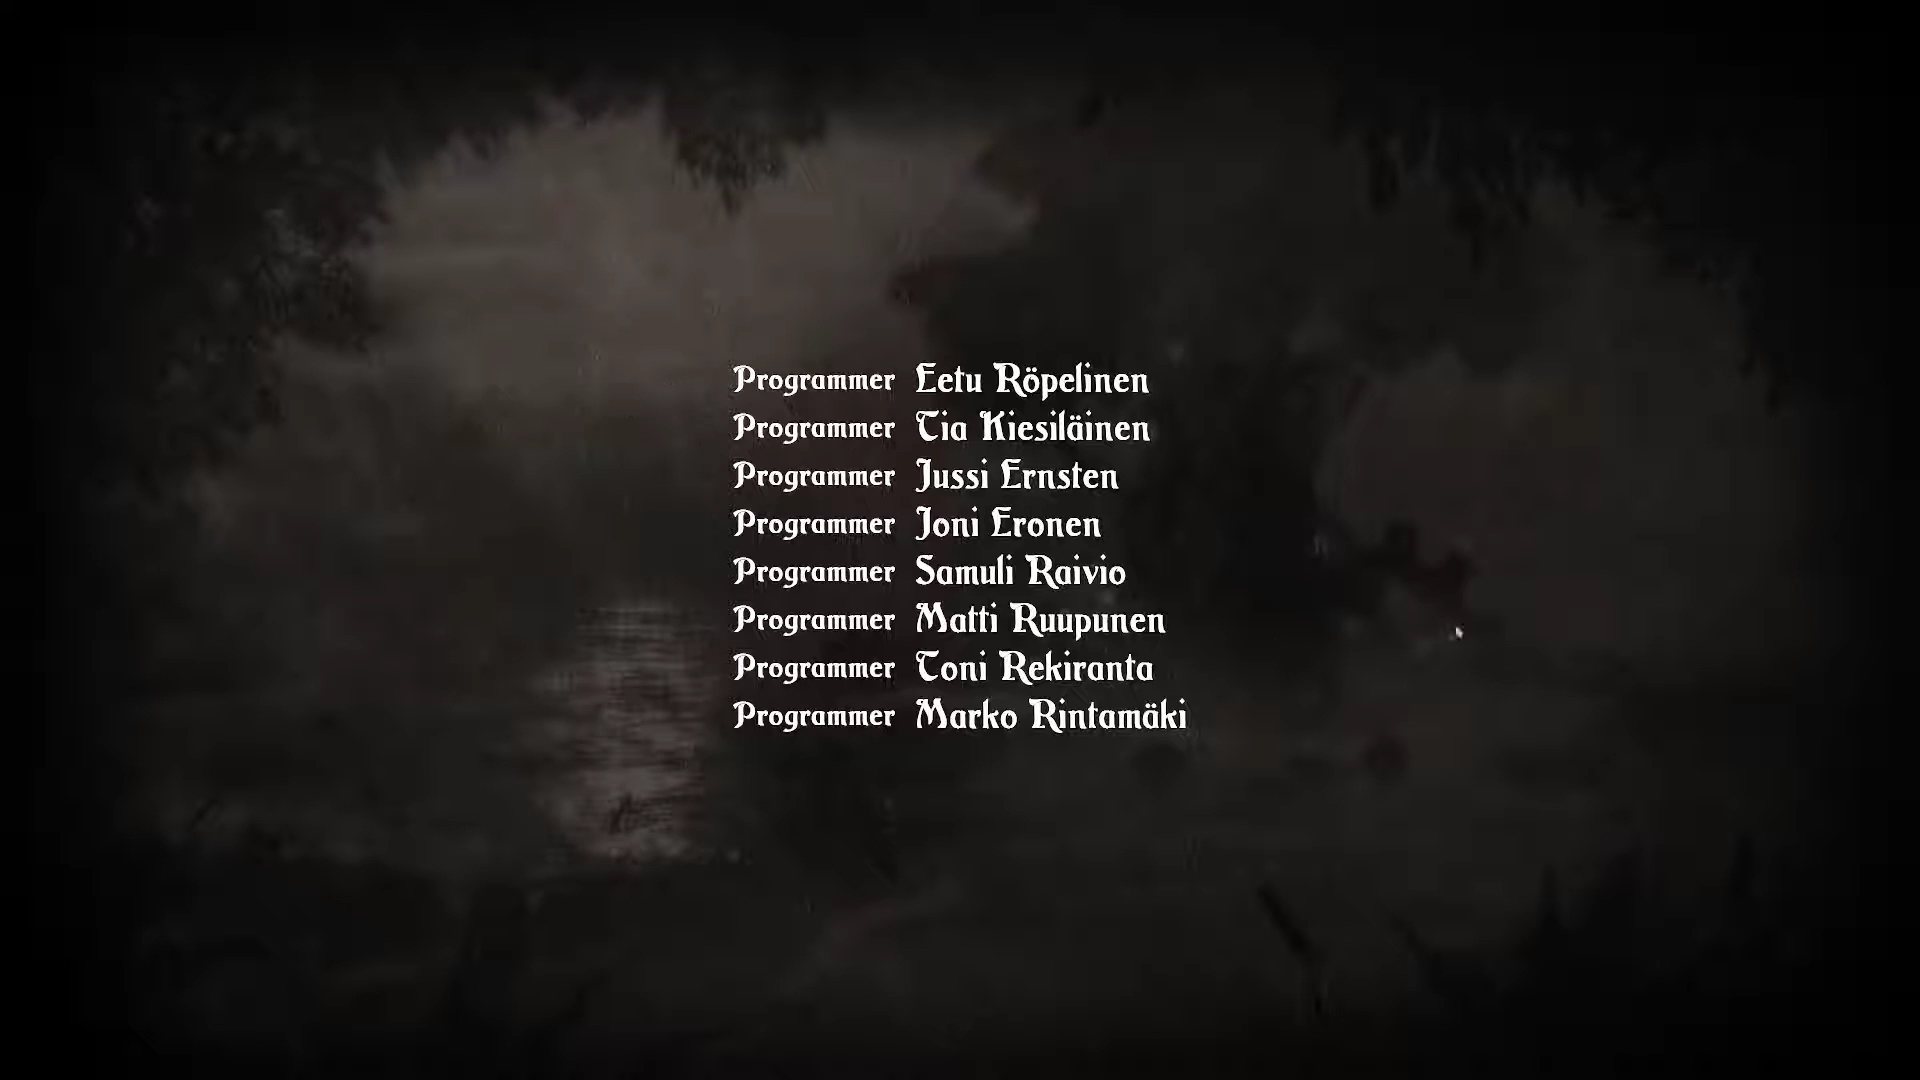 Programmer Eetu Röpelinen
Programmer Tia Kiesiläinen
Programmer Jussi Ernsten
Programmer Joni Eronen
Programmer Samuli Raivio
Programmer Matti Ruupunen
Programmer Toni Rekiranta
Programmer Marko Rintamäki